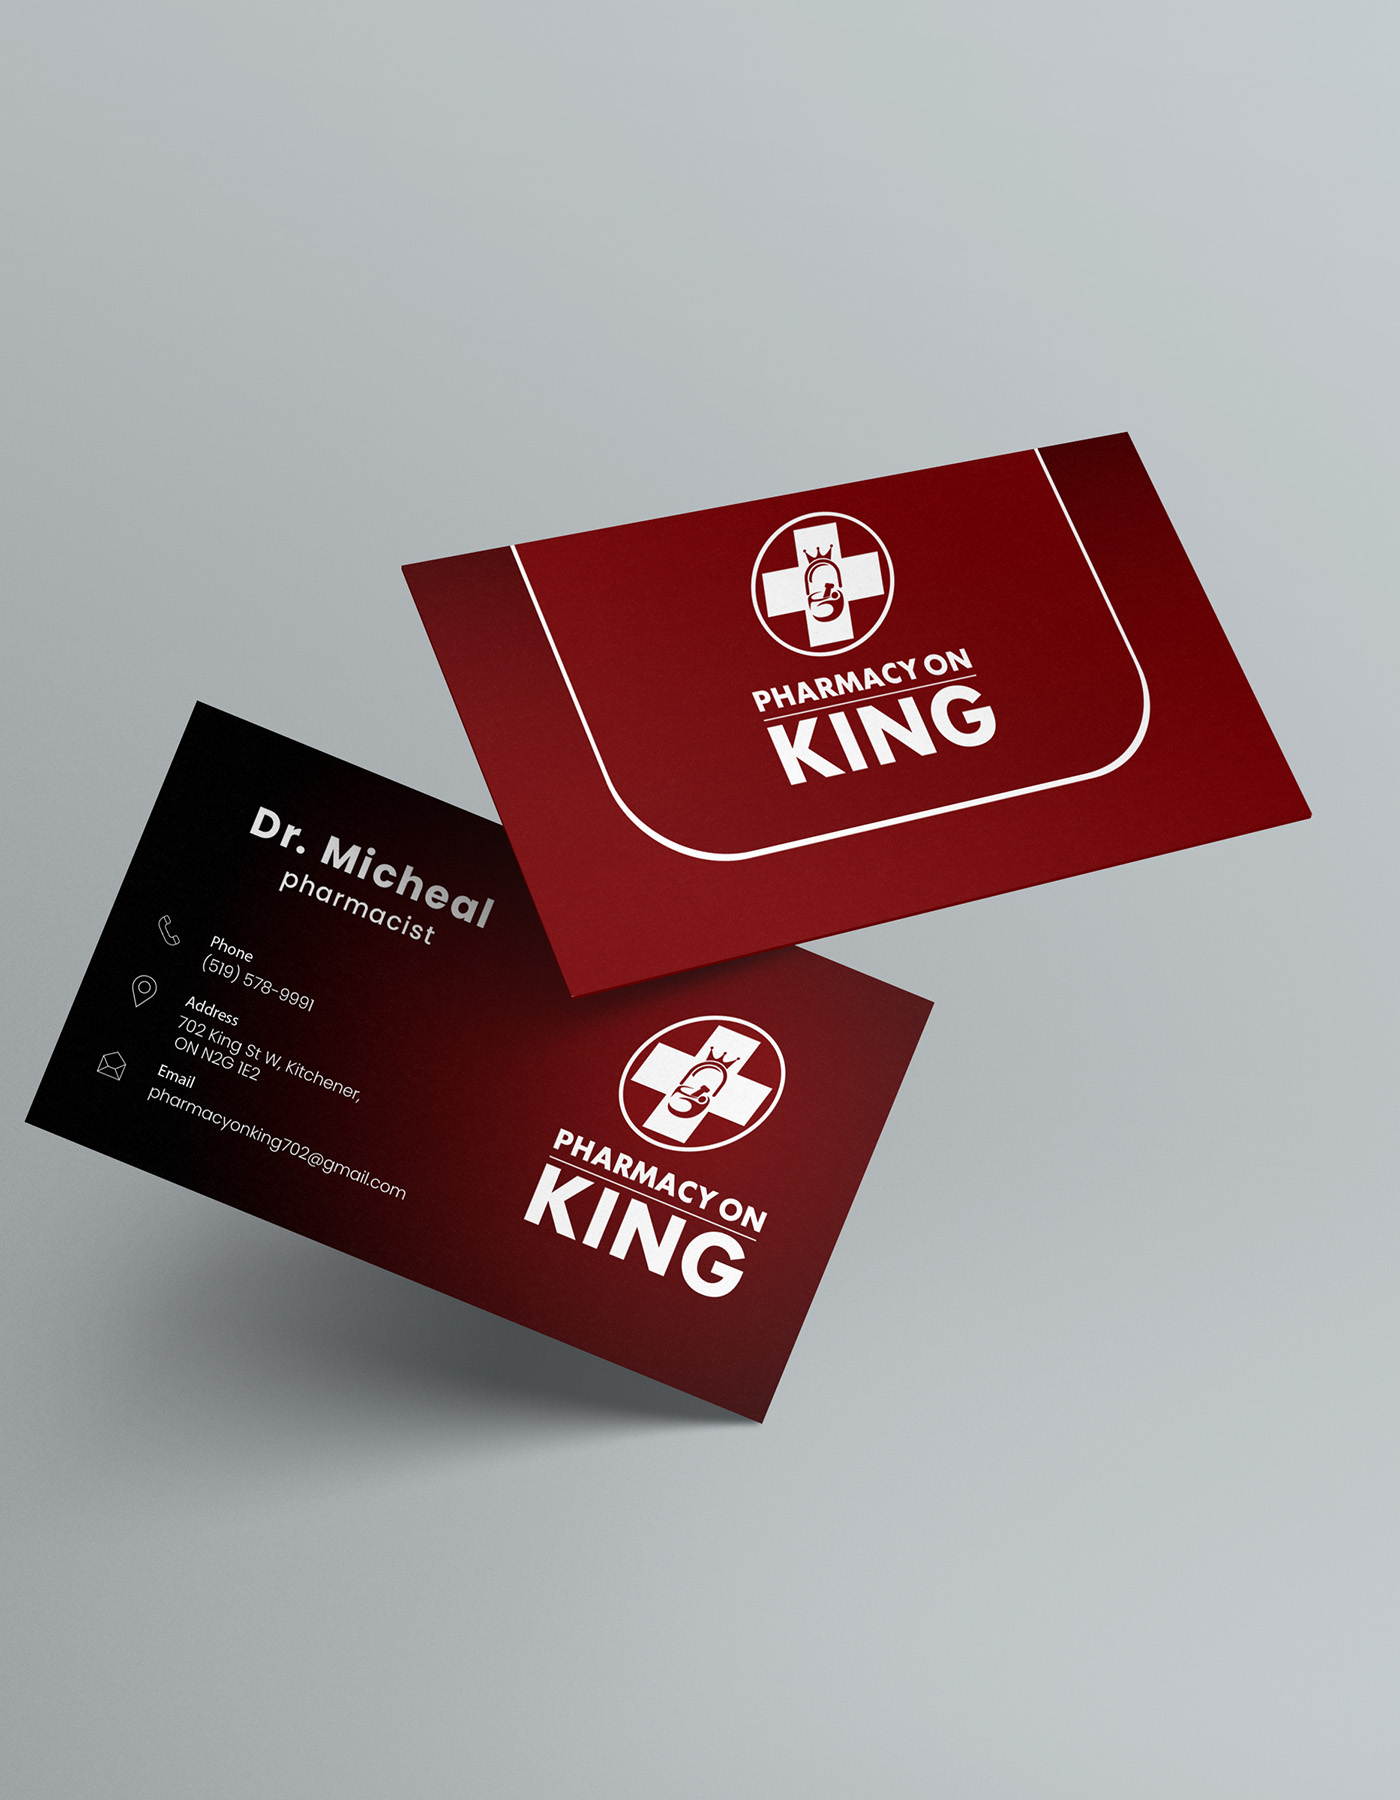 PHARMACY ON
KING
Dr. Micheal
pharmacist
Phone
(519) 578-9991
Address
702 King St W, Kitchener,
ON N2G 1E2
Email
pharmacyonking702@gmail.com
PHARMACY ON
KING